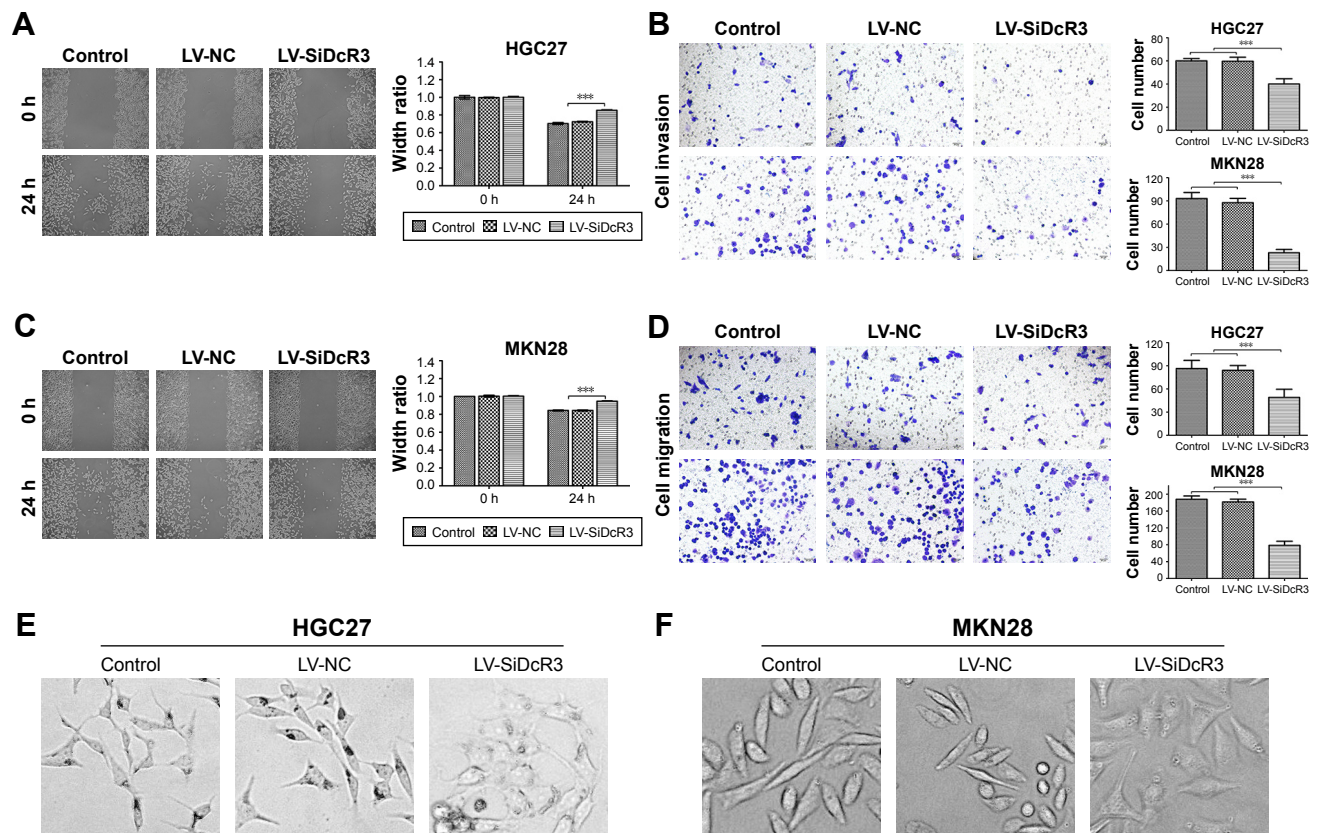 A
Control LV-NC LV-SiDcR3
0 h
24 h
HGC27
Width ratio
1.4
1.2
1.0
0.8
0.6
1.4
0.2
0.0
***
0 h 24 h
Control LV-NC LV-SiDcR3
B
Control LV-NC LV-SiDcR3
Cell invasion
HGC27
Cell number
80
60
40
20
0
***
Control LV-NC LV-SiDcR3
MKN28
Cell number
120
90
60
30
0
***
Control LV-NC LV-SiDcR3
C
Control LV-NC LV-SiDcR3
0 h
24 h
MKN28
Width ratio
1.4
1.2
1.0
0.8
0.6
1.4
0.2
0.0
***
0 h 24 h
Control LV-NC LV-SiDcR3
D
Control LV-NC LV-SiDcR3
Cell migration
HGC27
Cell number
120
90
60
30
0
***
Control LV-NC LV-SiDcR3
MKN28
Cell number
200
160
120
80
40
0
***
Control LV-NC LV-SiDcR3
E
HGC27
Control LV-NC LV-SiDcR3
F
MKN28
Control LV-NC LV-SiDcR3